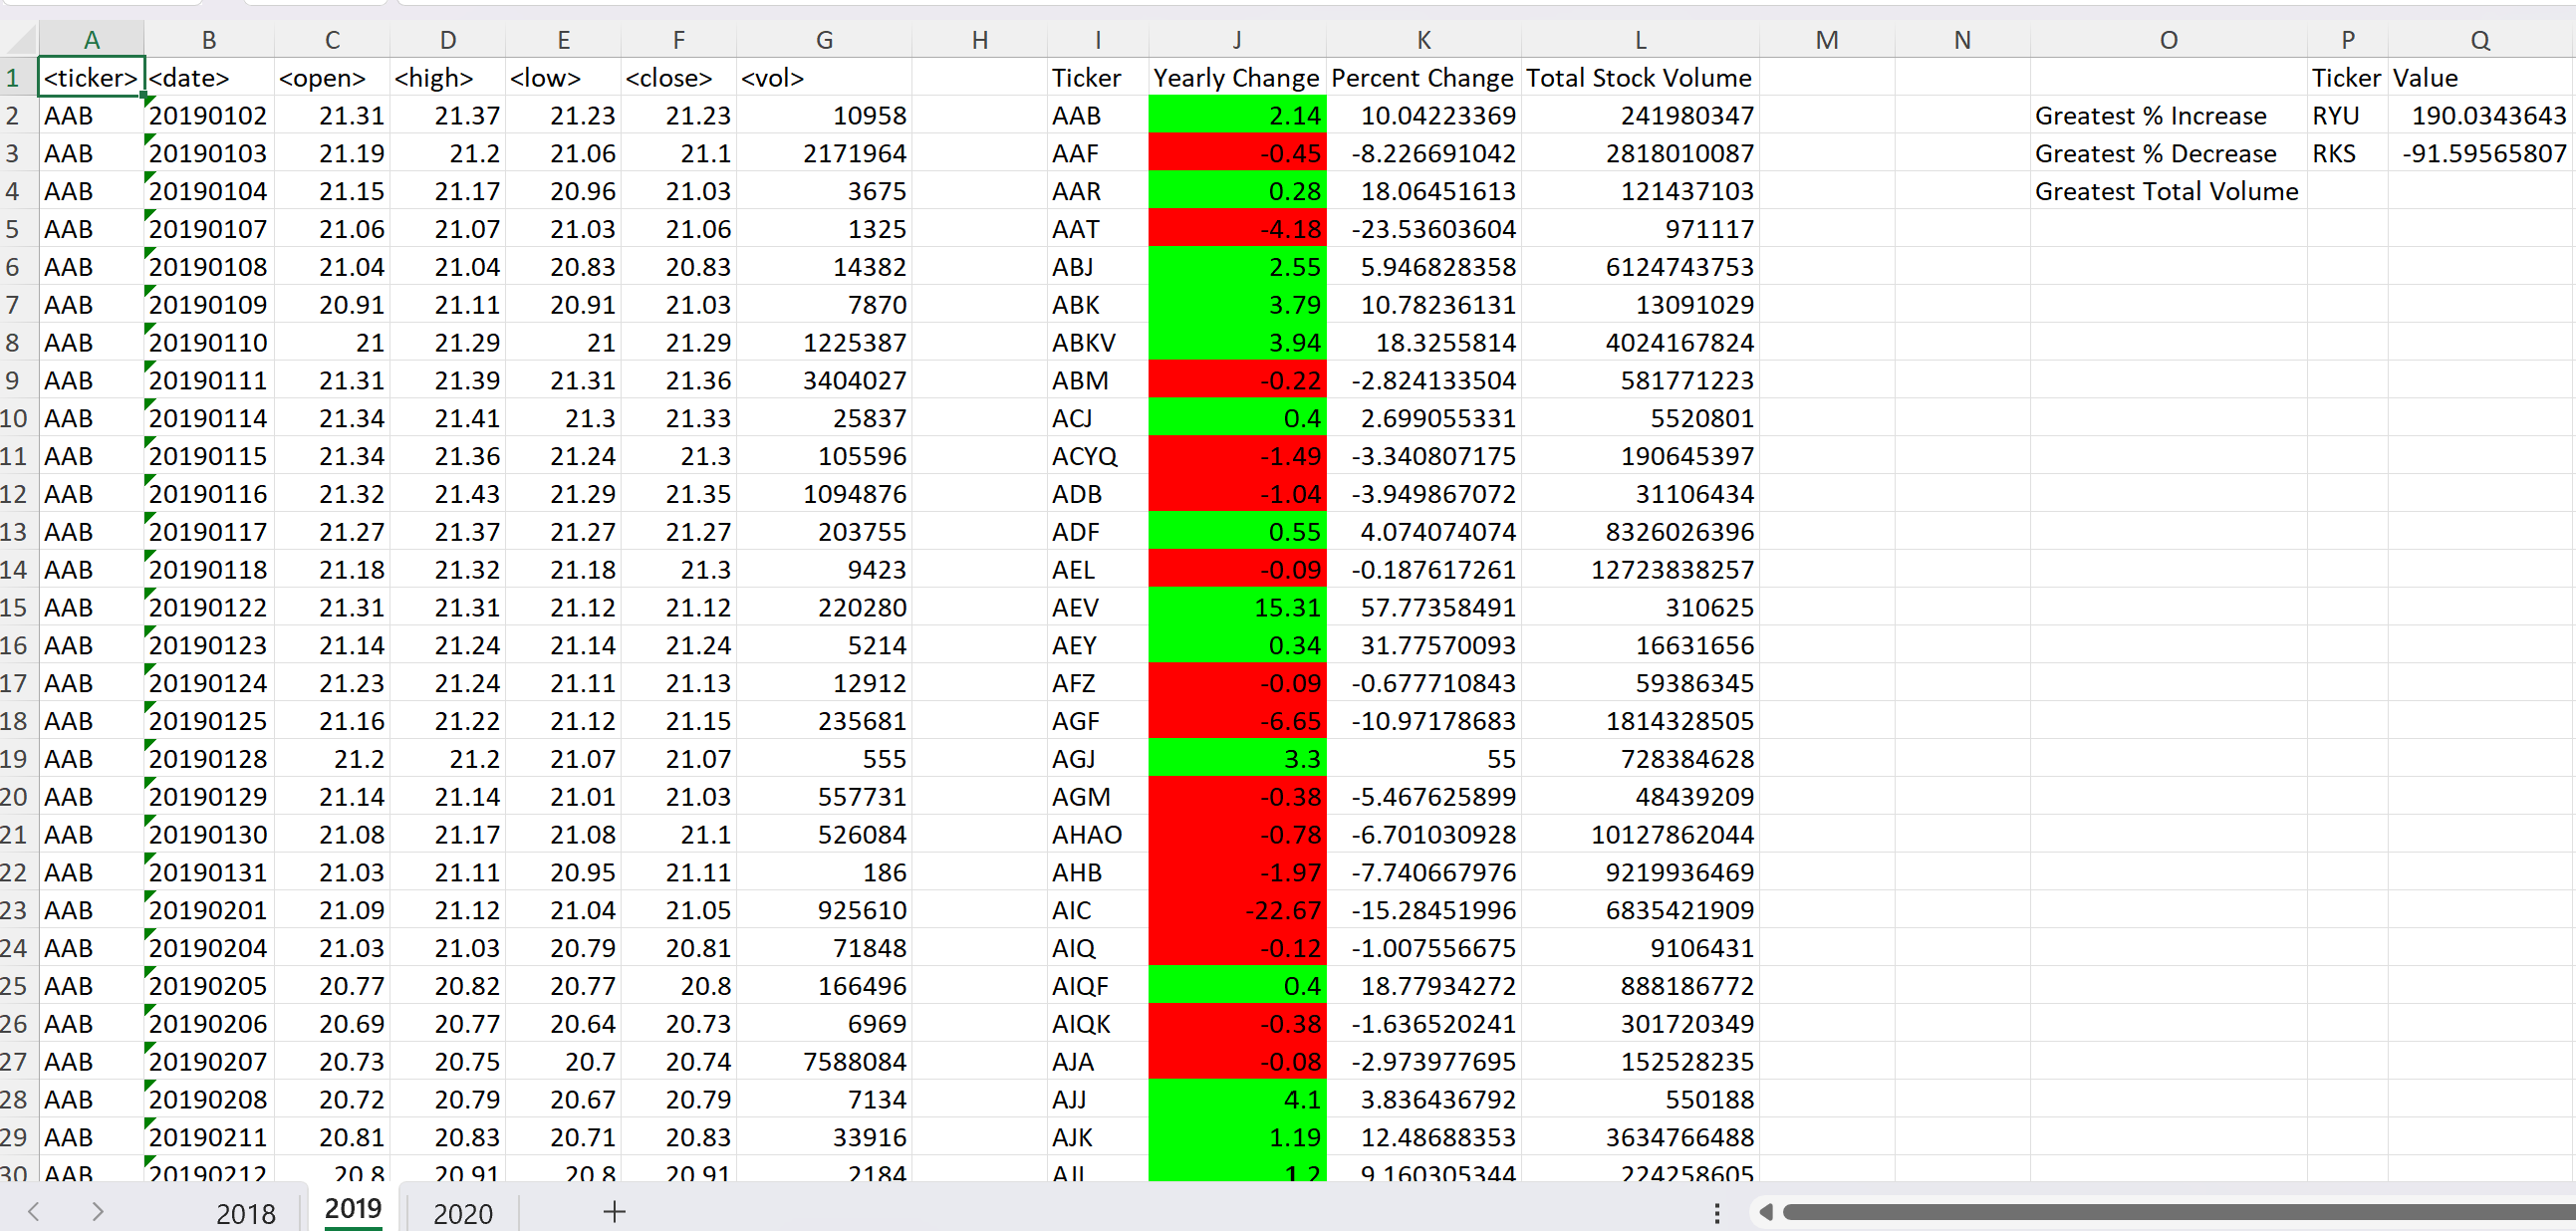 A B C D E F G H I J K L M N O P Q
1 <ticker> <date> <open> <high> <low> <close> <vol> Ticker Yearly Change Percent Change Total Stock Volume Ticker Value
2 AAB 20190102 21.31 21.37 21.23 21.23 10958 AAB 2.14 10.04223369 241980347 Greatest % Increase RYU 190.0343643
3 AAB 20190103 21.19 21.2 21.06 21.1 2171964 AAF -0.45 -8.226691042 2818010087 Greatest % Decrease RKS -91.59565807
4 AAB 20190104 21.15 21.17 20.96 21.03 3675 AAR 0.28 18.06451613 121437103 Greatest Total Volume
5 AAB 20190107 21.06 21.07 21.03 21.06 1325 AAT -4.18 -23.53603604 971117
6 AAB 20190108 21.04 21.04 20.83 20.83 14382 ABJ 2.55 5.946828358 6124743753
7 AAB 20190109 20.91 21.11 20.91 21.03 7870 ABK 3.79 10.78236131 13091029
8 AAB 20190110 21 21.29 21 21.29 1225387 ABKV 3.94 18.3255814 4024167824
9 AAB 20190111 21.31 21.39 21.31 21.36 3404027 ABM -0.22 -2.824133504 581771223
10 AAB 20190114 21.34 21.41 21.3 21.33 25837 ACJ 0.4 2.699055331 5520801
11 AAB 20190115 21.34 21.36 21.24 21.3 105596 ACYQ -1.49 -3.340807175 190645397
12 AAB 20190116 21.32 21.43 21.29 21.35 1094876 ADB -1.04 -3.949867072 31106434
13 AAB 20190117 21.27 21.37 21.27 21.27 203755 ADF 0.55 4.074074074 8326026396
14 AAB 20190118 21.18 21.32 21.18 21.3 9423 AEL -0.09 -0.187617261 12723838257
15 AAB 20190122 21.31 21.31 21.12 21.12 220280 AEV 15.31 57.77358491 310625
16 AAB 20190123 21.14 21.24 21.14 21.24 5214 AEY 0.34 31.77570093 16631656
17 AAB 20190124 21.23 21.24 21.11 21.13 12912 AFZ -0.09 -0.677710843 59386345
18 AAB 20190125 21.16 21.22 21.12 21.15 235681 AGF -6.65 -10.97178683 1814328505
19 AAB 20190128 21.2 21.2 21.07 21.07 555 AGJ 3.3 55 728384628
20 AAB 20190129 21.14 21.14 21.01 21.03 557731 AGM -0.38 -5.467625899 48439209
21 AAB 20190130 21.08 21.17 21.08 21.1 526084 AHAO -0.78 -6.701030928 10127862044
22 AAB 20190131 21.03 21.11 20.95 21.11 186 AHB -1.97 -7.740667976 9219936469
23 AAB 20190201 21.09 21.12 21.04 21.05 925610 AIC -22.67 -15.28451996 6835421909
24 AAB 20190204 21.03 21.03 20.79 20.81 71848 AIQ -0.12 -1.007556675 9106431
25 AAB 20190205 20.77 20.82 20.77 20.8 166496 AIQF 0.4 18.77934272 888186772
26 AAB 20190206 20.69 20.77 20.64 20.73 6969 AIQK -0.38 -1.636520241 301720349
27 AAB 20190207 20.73 20.75 20.7 20.74 7588084 AJA -0.08 -2.973977695 152528235
28 AAB 20190208 20.72 20.79 20.67 20.79 7134 AJJ 4.1 3.836436792 550188
29 AAB 20190211 20.81 20.83 20.71 20.83 33916 AJK 1.19 12.48688353 3634766488
30 AAB 20190212 20.8 20.91 20.8 20.91 2184 1.2 9.160305344 224258605
2018 2019 2020